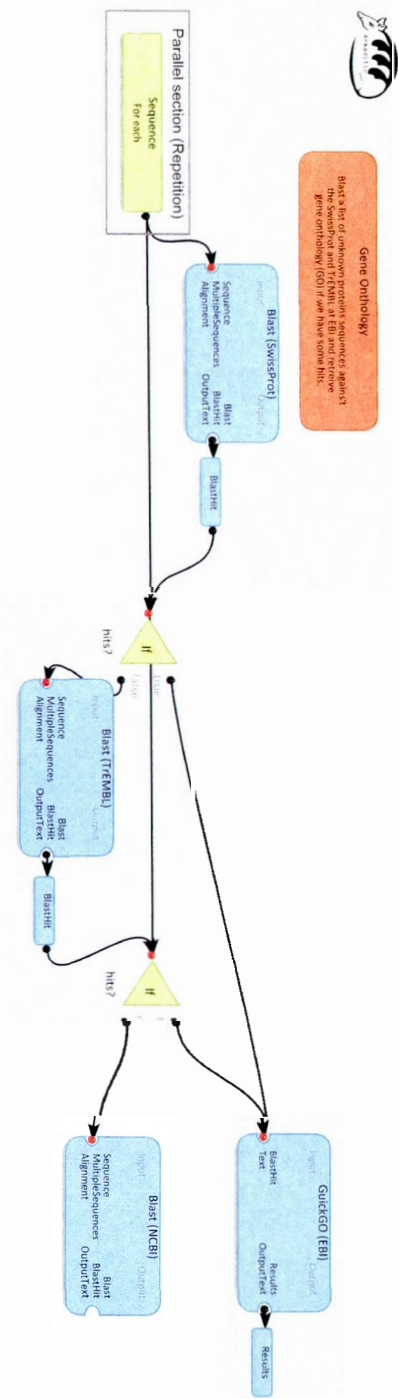 armadillo
Gene Onthology
Blast a list of unknown proteins sequences against
the SwissProt and TrEMBL at EBI and retreive
gene onthology (GO) if we have some hits.
Parallel section (Repetition)
Sequence
For each
Blast (SwissProt)
Input
Output
Sequence
MultipleSequences
Alignment
Blast
BlastHit
OutputText
BlastHit
If
hits?
true
false
Blast (TrEMBL)
Input
Output
Sequence
MultipleSequences
Alignment
Blast
BlastHit
OutputText
BlastHit
If
hits?
GuickGO (EBI)
Input
Output
BlastHit
Text
Results
OutputText
Results
Blast (NCBI)
Input
Output
Sequence
MultipleSequences
Alignment
Blast
BlastHit
OutputText